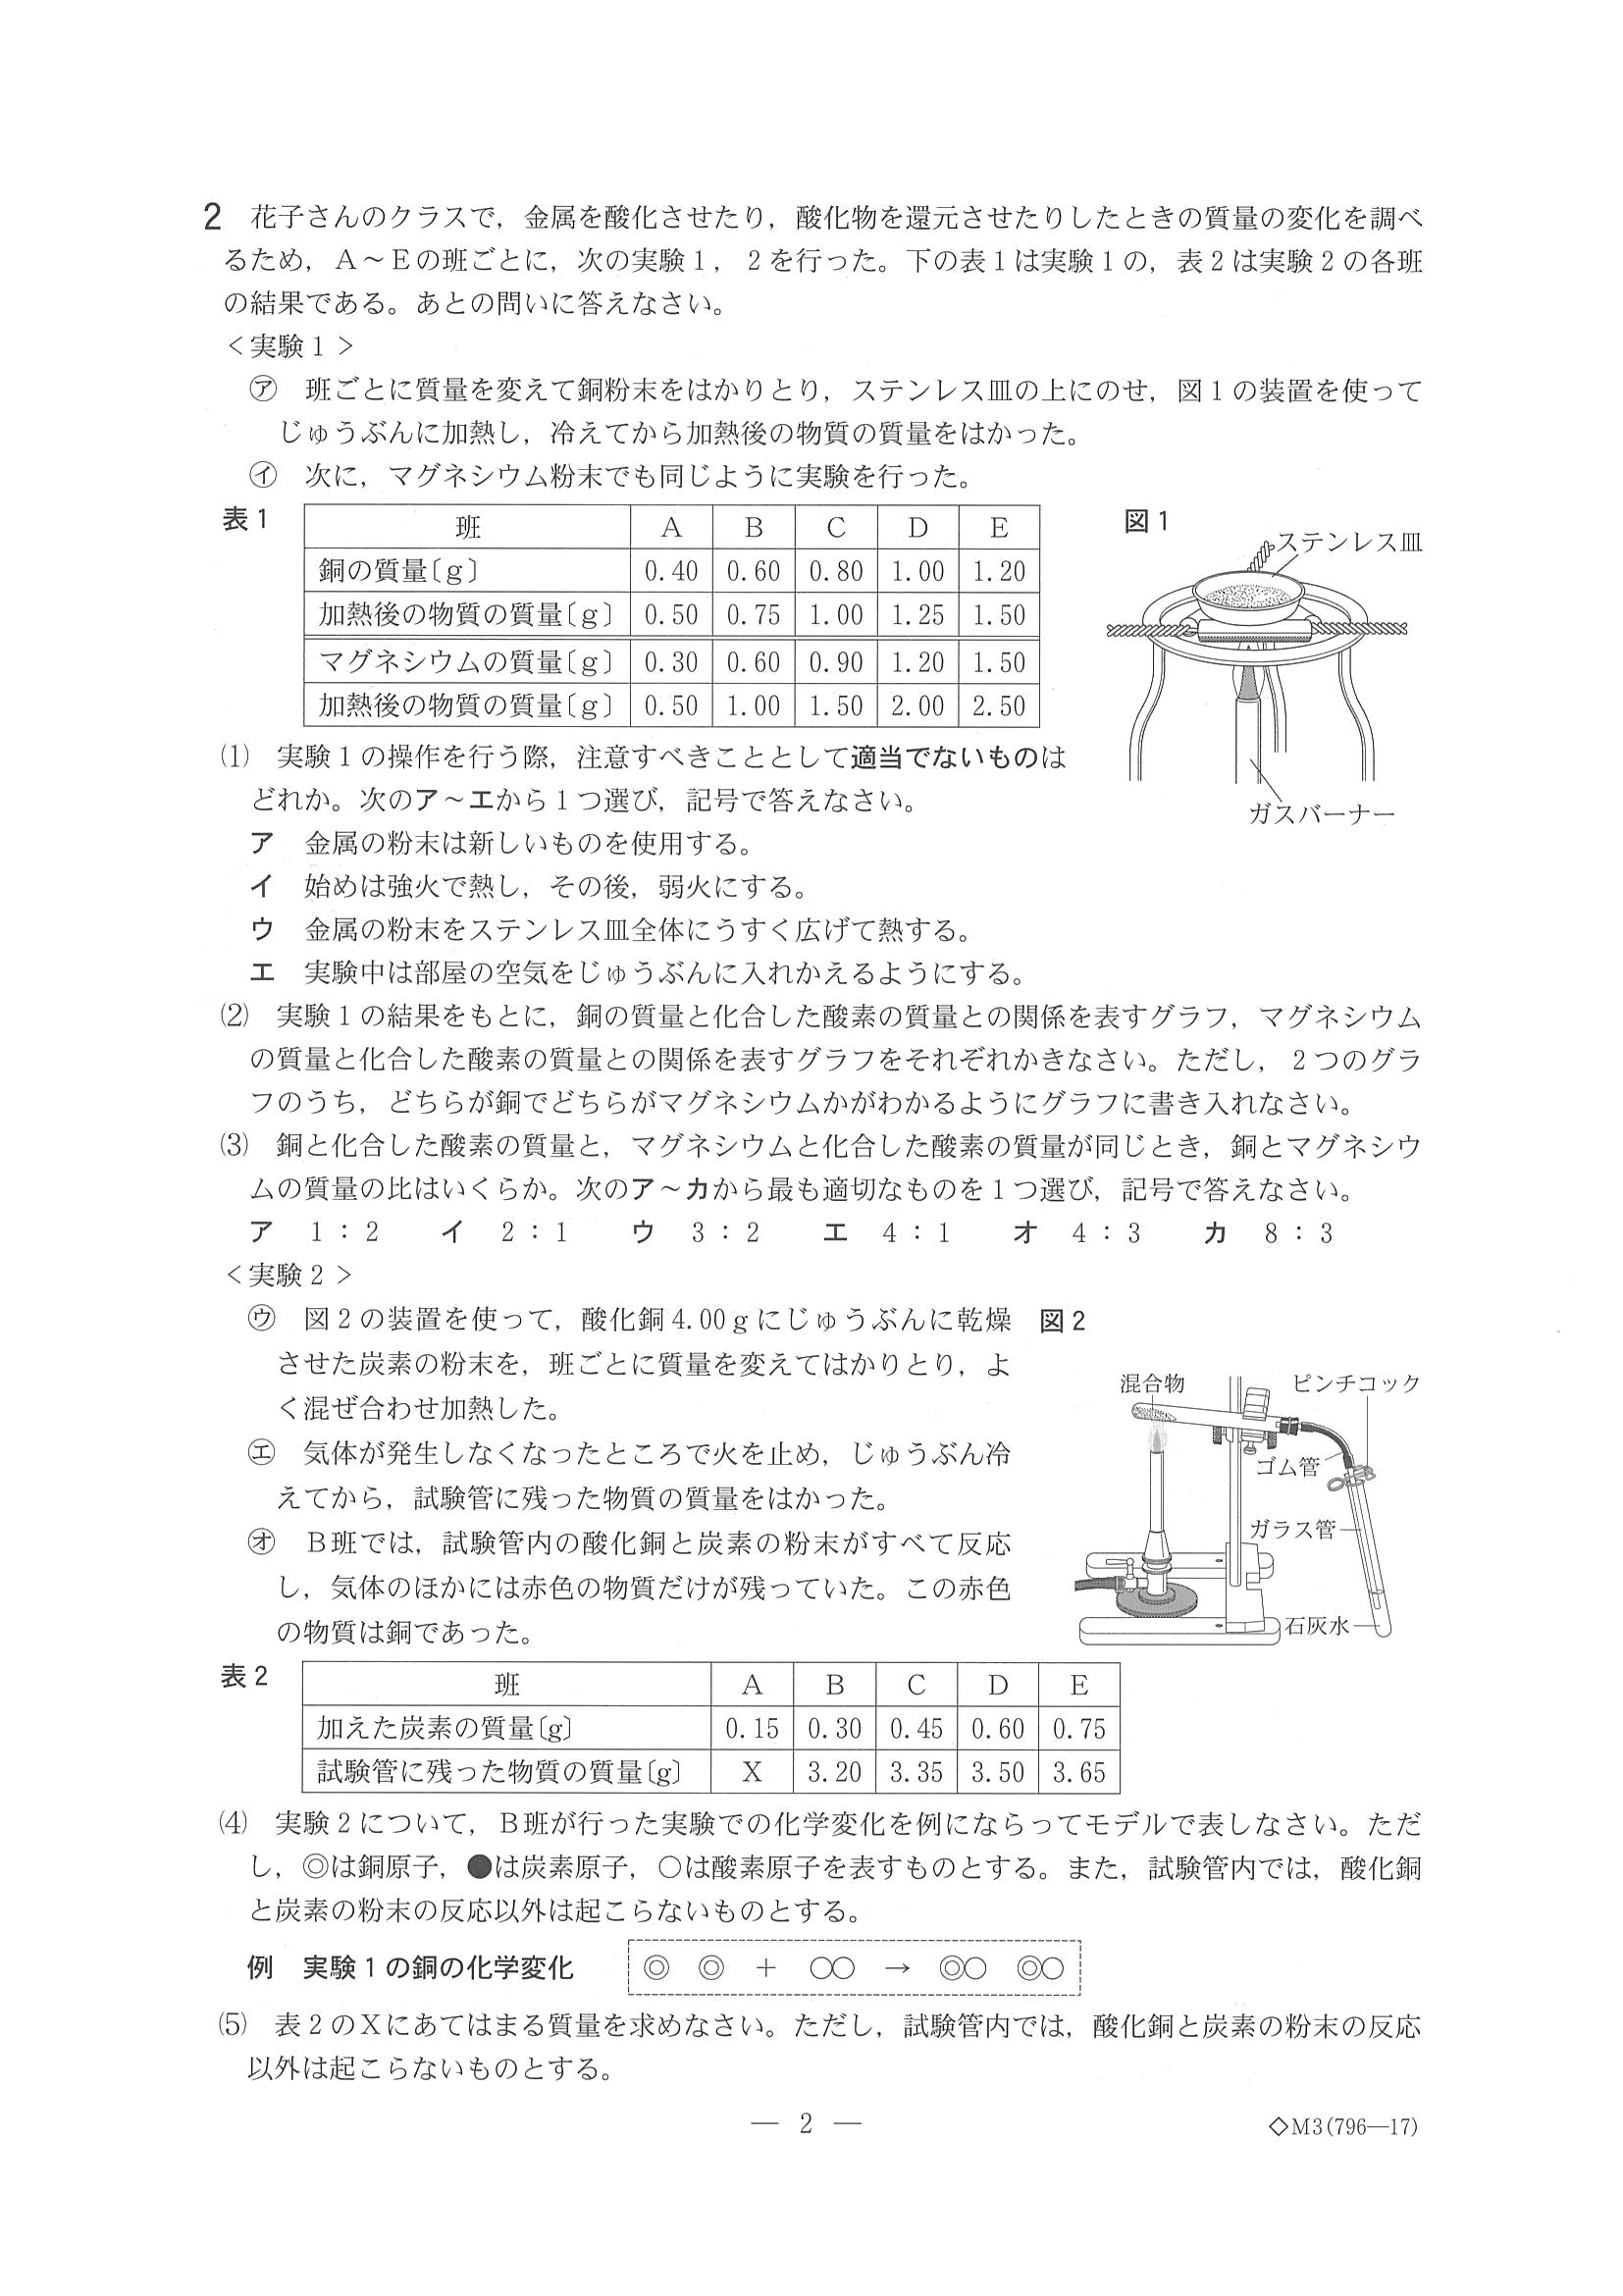 2 花子さんのクラスで，金属を酸化させたり，酸化物を還元させたりしたときの質量の変化を調べ
るため，A～Eの班ごとに，次の実験1，2を行った。下の表1は実験1の，表2は実験2の各班
の結果である。あとの問いに答えなさい。
＜実験1＞
㋐ 班ごとに質量を変えて銅粉末をはかりとり，ステンレス皿の上にのせ，図1の装置を使って
じゅうぶんに加熱し，冷えてから加熱後の物質の質量をはかった。
㋑ 次に，マグネシウム粉末でも同じように実験を行った。
表1
班 A B C D E
銅の質量〔g〕 0.40 0.60 0.80 1.00 1.20
加熱後の物質の質量〔g〕 0.50 0.75 1.00 1.25 1.50
マグネシウムの質量〔g〕 0.30 0.60 0.90 1.20 1.50
加熱後の物質の質量〔g〕 0.50 1.00 1.50 2.00 2.50
図1
ステンレス皿
ガスバーナー
(1) 実験1の操作を行う際，注意すべきこととして適当でないものは
どれか。次のア～エから1つ選び，記号で答えなさい。
ア 金属の粉末は新しいものを使用する。
イ 始めは強火で熱し，その後，弱火にする。
ウ 金属の粉末をステンレス皿全体にうすく広げて熱する。
エ 実験中は部屋の空気をじゅうぶんに入れかえるようにする。
(2) 実験1の結果をもとに，銅の質量と化合した酸素の質量との関係を表すグラフ，マグネシウム
の質量と化合した酸素の質量との関係を表すグラフをそれぞれかきなさい。ただし，2つのグラ
フのうち，どちらが銅でどちらがマグネシウムかがわかるようにグラフに書き入れなさい。
(3) 銅と化合した酸素の質量と，マグネシウムと化合した酸素の質量が同じとき，銅とマグネシウ
ムの質量の比はいくらか。次のア～カから最も適切なものを1つ選び，記号で答えなさい。
ア 1：2 イ 2：1 ウ 3：2 エ 4：1 オ 4：3 カ 8：3
＜実験2＞
㋒ 図2の装置を使って，酸化銅4.00gにじゅうぶんに乾燥
させた炭素の粉末を，班ごとに質量を変えてはかりとり，よ
く混ぜ合わせ加熱した。
㋓ 気体が発生しなくなったところで火を止め，じゅうぶん冷
えてから，試験管に残った物質の質量をはかった。
㋔ B班では，試験管内の酸化銅と炭素の粉末がすべて反応
し，気体のほかには赤色の物質だけが残っていた。この赤色
の物質は銅であった。
図2
混合物
ピンチコック
ゴム管
ガラス管
石灰水
表2
班 A B C D E
加えた炭素の質量〔g〕 0.15 0.30 0.45 0.60 0.75
試験管に残った物質の質量〔g〕 X 3.20 3.35 3.50 3.65
(4) 実験2について，B班が行った実験での化学変化を例にならってモデルで表しなさい。ただ
し，◎は銅原子，●は炭素原子，○は酸素原子を表すものとする。また，試験管内では，酸化銅
と炭素の粉末の反応以外は起こらないものとする。
例 実験1の銅の化学変化 ◎ ◎ ＋ ○○ → ◎○ ◎○
(5) 表2のXにあてはまる質量を求めなさい。ただし，試験管内では，酸化銅と炭素の粉末の反応
以外は起こらないものとする。
― 2 ―
◇M3(796―17)